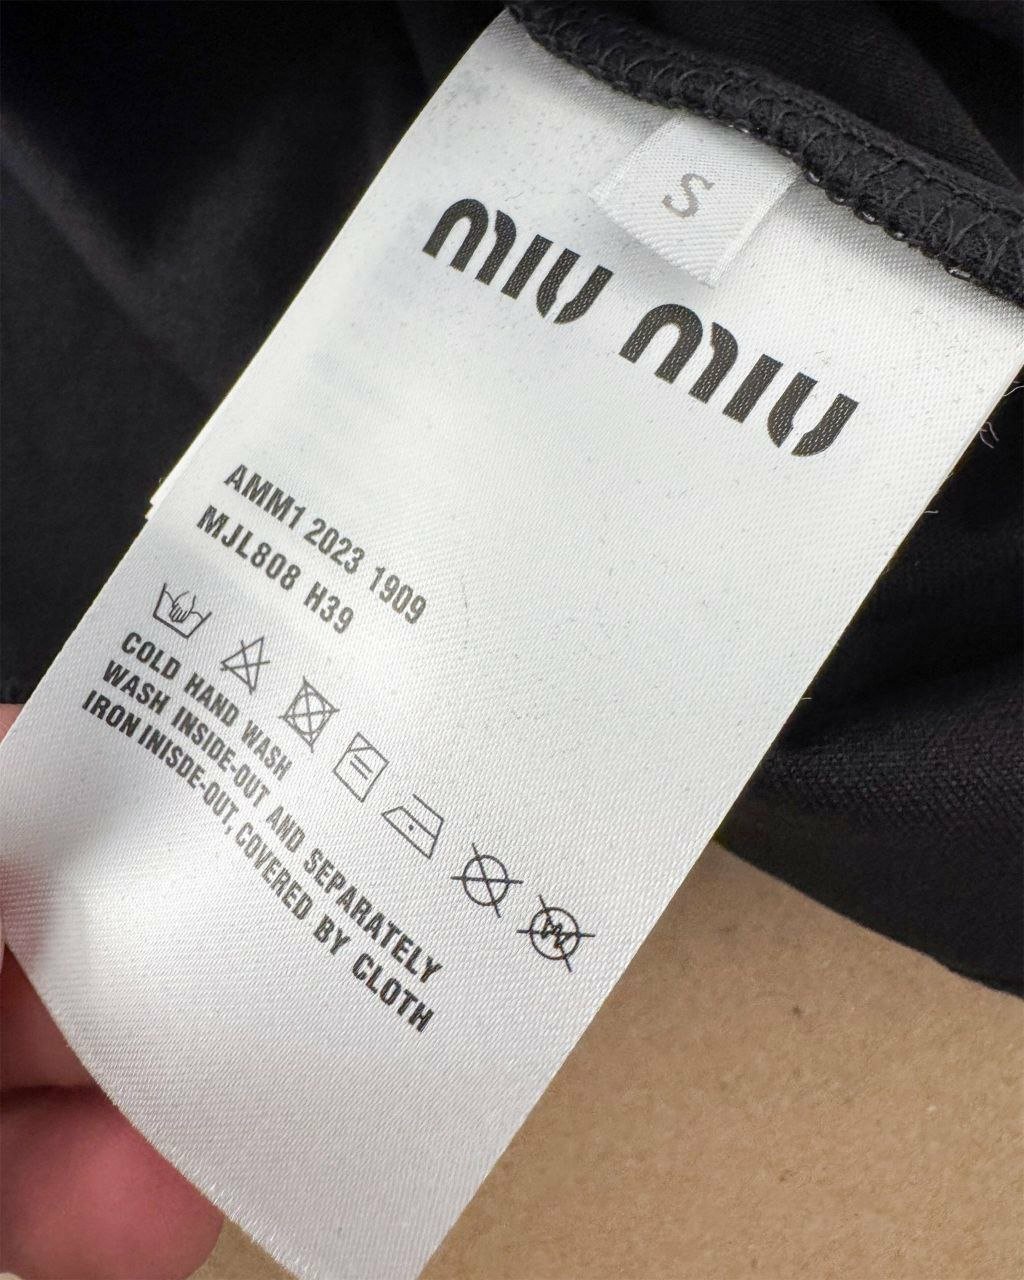 S
MIU MIU
AMM1 2023 1909
MJL808 H39
COLD HAND WASH
WASH INSIDE-OUT AND SEPARATELY
IRON INISDE-OUT, COVERED BY CLOTH